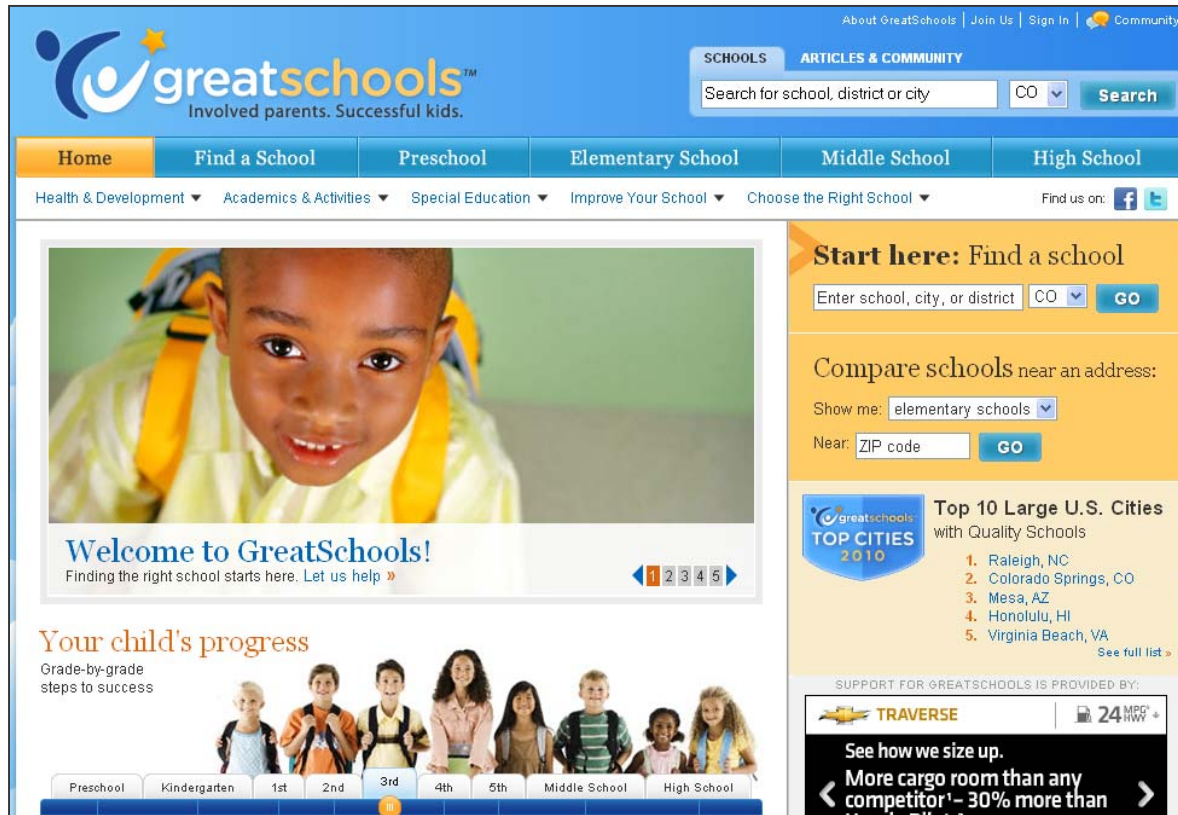 About GreatSchools | Join Us | Sign In | Community
greatschools™
Involved parents. Successful kids.
SCHOOLS ARTICLES & COMMUNITY
Search for school, district or city CO Search
Home Find a School Preschool Elementary School Middle School High School
Health & Development Academics & Activities Special Education Improve Your School Choose the Right School Find us on:
Start here: Find a school
Enter school, city, or district CO GO
Compare schools near an address:
Show me: elementary schools
Near: ZIP code GO
Welcome to GreatSchools!
Finding the right school starts here. Let us help »
1 2 3 4 5
greatschools
TOP CITIES
2010
Top 10 Large U.S. Cities
with Quality Schools
1. Raleigh, NC
2. Colorado Springs, CO
3. Mesa, AZ
4. Honolulu, HI
5. Virginia Beach, VA
See full list »
Your child's progress
Grade-by-grade
steps to success
Preschool Kindergarten 1st 2nd 3rd 4th 5th Middle School High School
SUPPORT FOR GREATSCHOOLS IS PROVIDED BY:
TRAVERSE 24 MPG HWY
See how we size up.
More cargo room than any
competitor¹– 30% more than